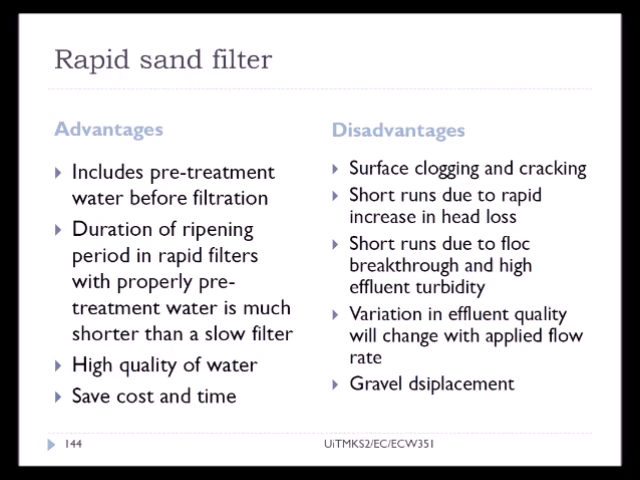 Rapid sand filter
Advantages
Includes pre-treatment
water before filtration
Duration of ripening
period in rapid filters
with properly pre-
treatment water is much
shorter than a slow filter
High quality of water
Save cost and time
Disadvantages
Surface clogging and cracking
Short runs due to rapid
increase in head loss
Short runs due to floc
breakthrough and high
effluent turbidity
Variation in effluent quality
will change with applied flow
rate
Gravel dsiplacement
144
UiTMKS2/EC/ECW351